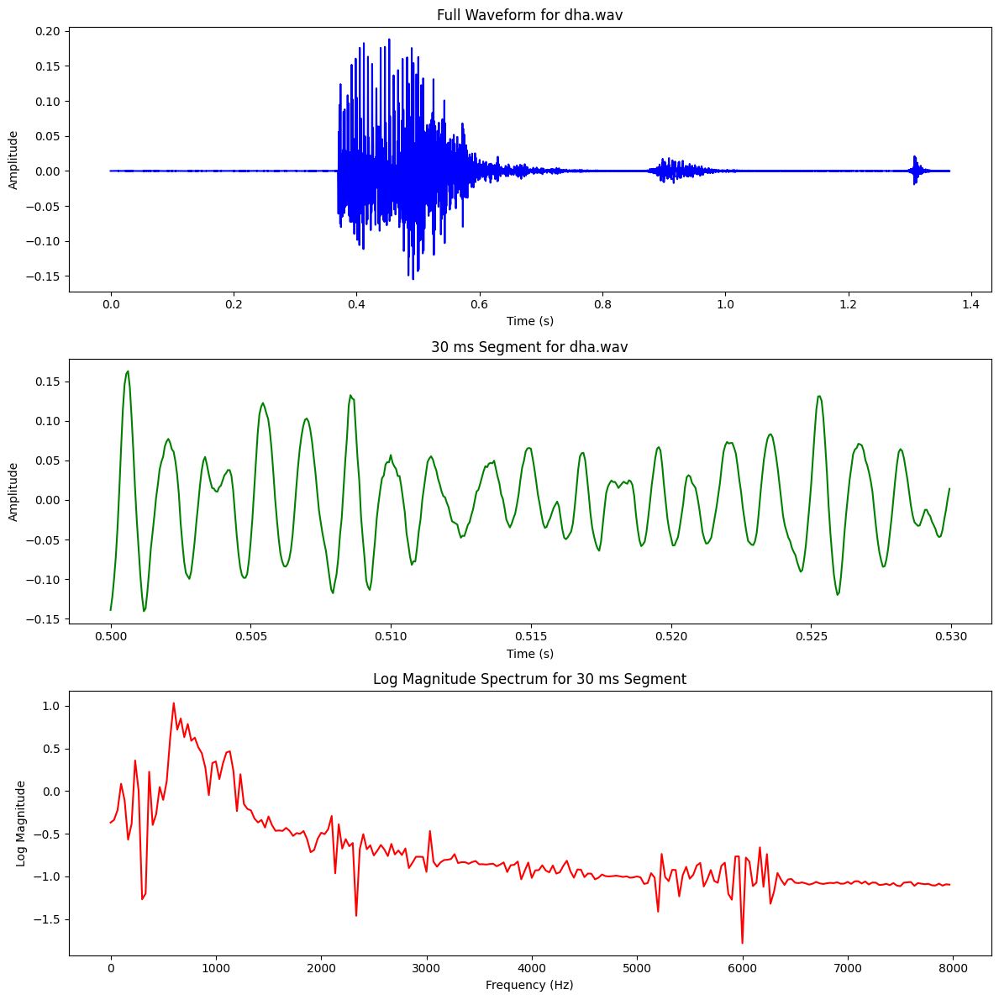 Full Waveform for dha.wav
0.20
0.15
0.10
0.05
0.00
−0.05
−0.10
−0.15
Amplitude
0.0 0.2 0.4 0.6 0.8 1.0 1.2 1.4
Time (s)
30 ms Segment for dha.wav
0.15
0.10
0.05
0.00
−0.05
−0.10
−0.15
Amplitude
0.500 0.505 0.510 0.515 0.520 0.525 0.530
Time (s)
Log Magnitude Spectrum for 30 ms Segment
1.0
0.5
0.0
−0.5
−1.0
−1.5
Log Magnitude
0 1000 2000 3000 4000 5000 6000 7000 8000
Frequency (Hz)